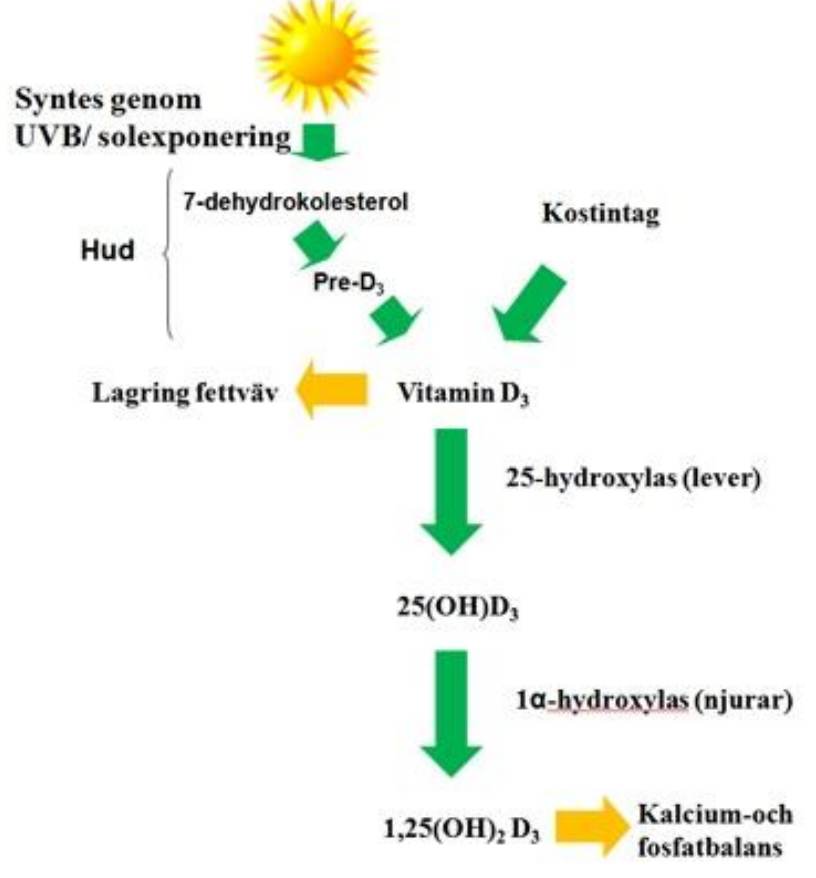 Syntes genom
UVB/ solexponering
7-dehydrokolesterol
Kostintag
Hud
Pre-D₃
Lagring fettväv
Vitamin D₃
25-hydroxylas (lever)
25(OH)D₃
1α-hydroxylas (njurar)
1,25(OH)₂ D₃
Kalcium-och
fosfatbalans